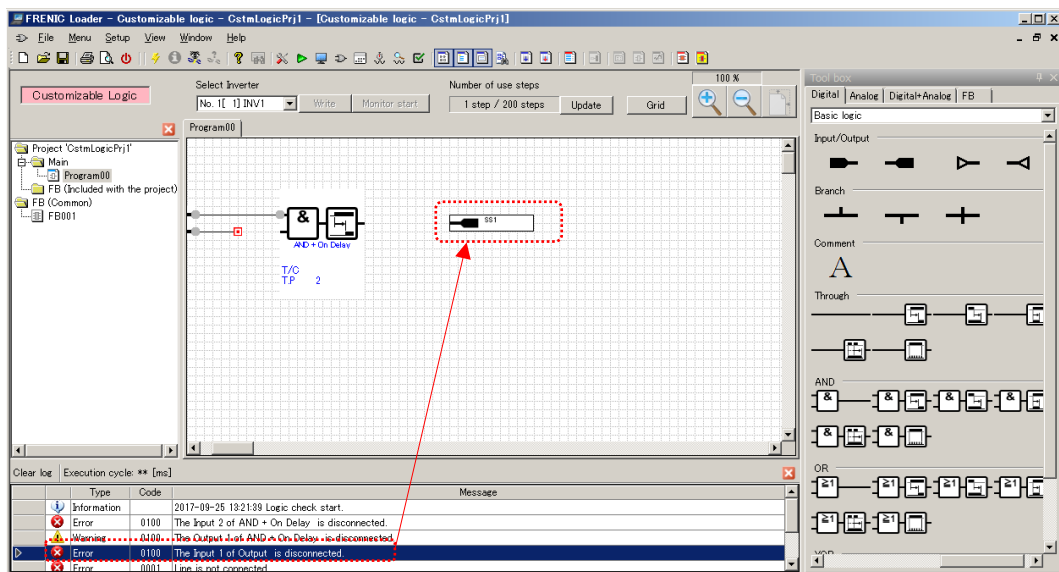 FRENIC Loader - Customizable logic - CstmLogicPrj1 - [Customizable logic - CstmLogicPrj1]
File Menu Setup View Window Help
Customizable Logic
Select Inverter
No. 1[ 1] INV1
Write
Monitor start
Number of use steps
1 step / 200 steps
Update
Grid
100 %
Project 'CstmLogicPrj1'
Main
Program00
FB (Included with the project)
FB (Common)
FB001
Program00
&
AND + On Delay
T/C
T.P 2
SS1
Tool box
Digital Analog Digital+Analog FB
Basic logic
Input/Output
Branch
Comment
A
Through
AND
& & & &
& &
OR
≧1 ≧1 ≧1 ≧1
≧1 ≧1
XOR
Clear log Execution cycle: ** [ms]
Type Code Message
Information 2017-09-25 13:21:39 Logic check start.
Error 0100 The Input 2 of AND + On Delay is disconnected.
Warning 0100 The Output 1 of AND + On Delay is disconnected.
Error 0100 The Input 1 of Output is disconnected.
Error 0001 Line is not connected